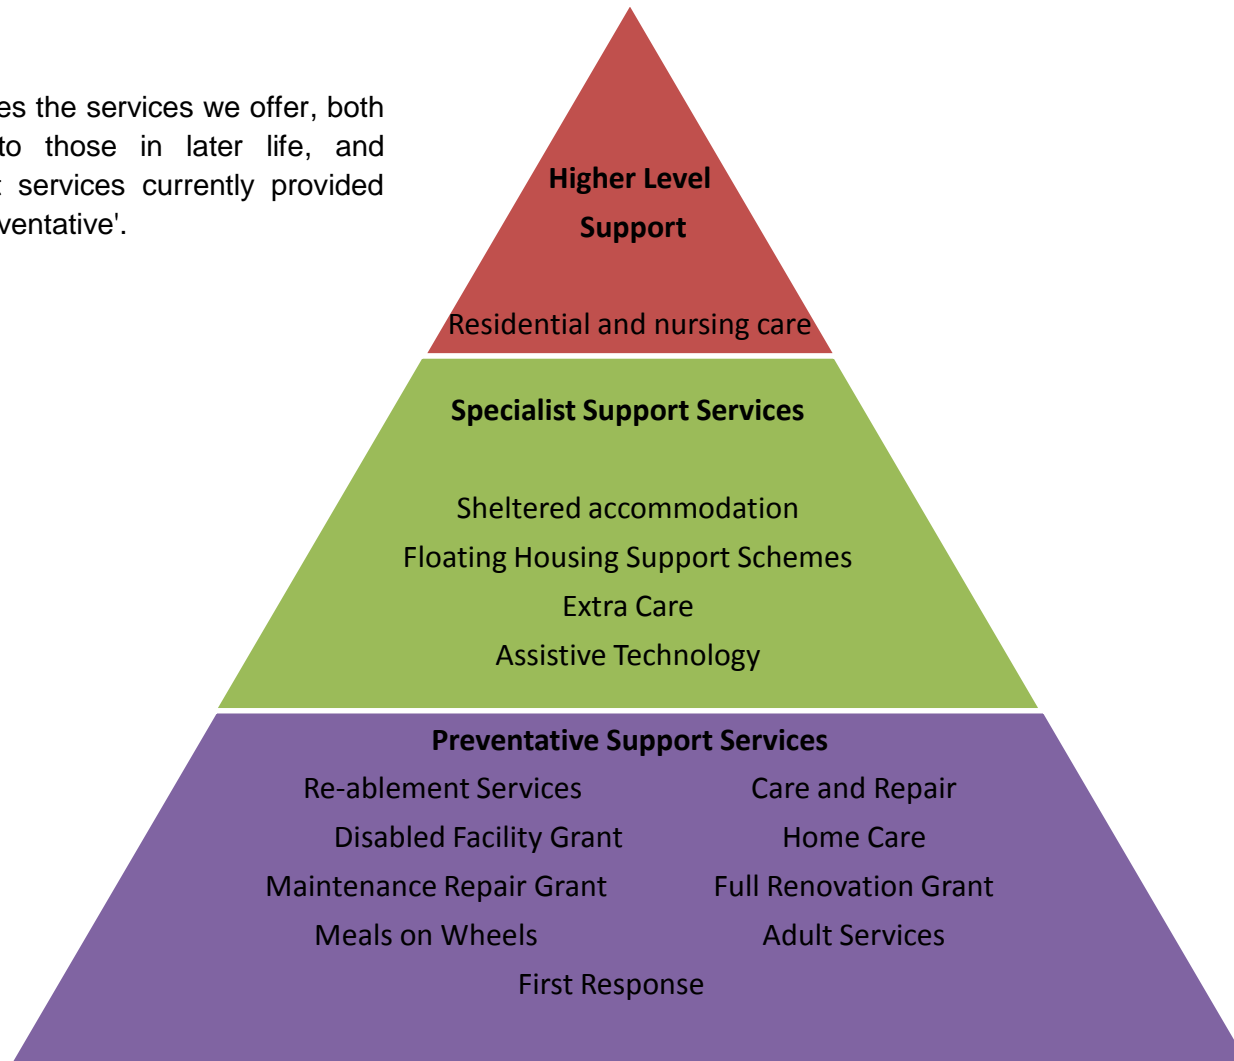 es the services we offer, both
to those in later life, and
services currently provided
ventative'.
Higher Level
Support
Residential and nursing care
Specialist Support Services
Sheltered accommodation
Floating Housing Support Schemes
Extra Care
Assistive Technology
Preventative Support Services
Re-ablement Services Care and Repair
Disabled Facility Grant Home Care
Maintenance Repair Grant Full Renovation Grant
Meals on Wheels Adult Services
First Response